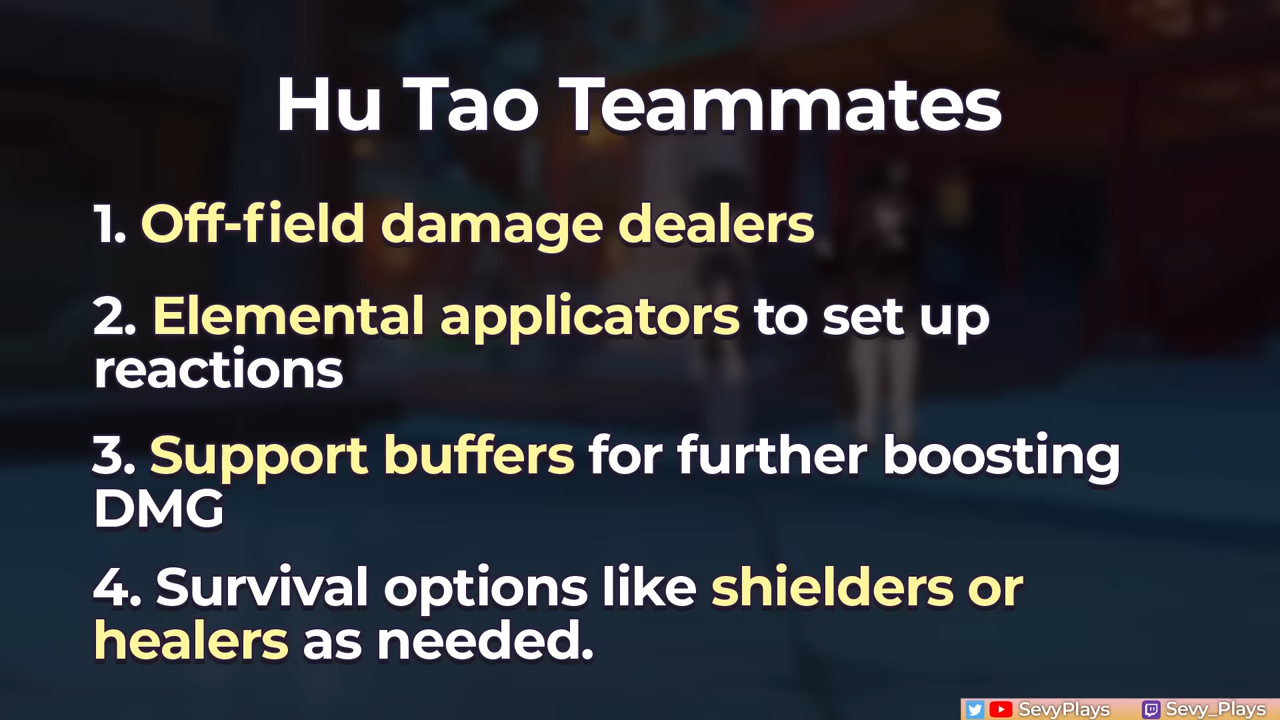 Hu Tao Teammates
1. Off-field damage dealers
2. Elemental applicators to set up
reactions
3. Support buffers for further boosting
DMG
4. Survival options like shielders or
healers as needed.
SevyPlays Sevy_Plays